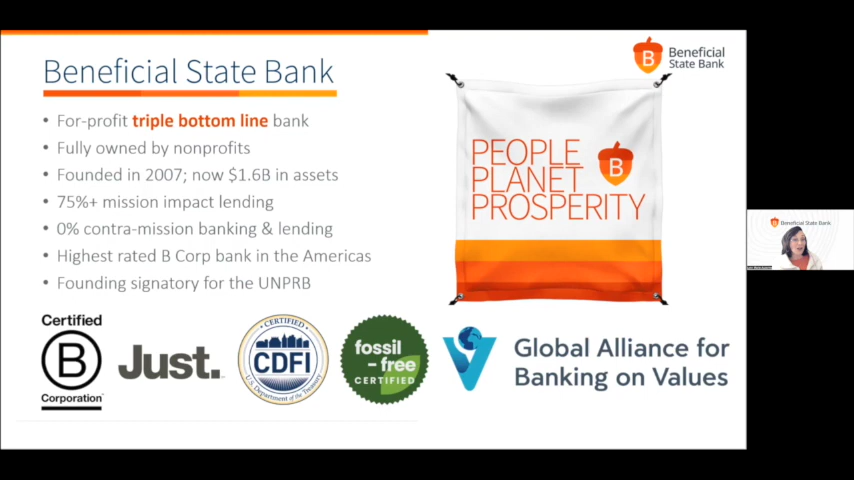 Beneficial State Bank
• For-profit triple bottom line bank
• Fully owned by nonprofits
• Founded in 2007; now $1.6B in assets
• 75%+ mission impact lending
• 0% contra-mission banking & lending
• Highest rated B Corp bank in the Americas
• Founding signatory for the UNPRB
B
Beneficial
State Bank
PEOPLE
PLANET
PROSPERITY
B
Certified
B
Corporation
Just.
CERTIFIED
CDFI
U.S. Department of the Treasury
fossil
-free
CERTIFIED
Global Alliance for
Banking on Values
Beneficial State Bank